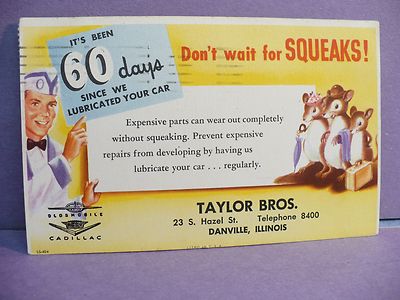 IT'S BEEN
60 days
SINCE WE
LUBRICATED YOUR CAR
Don't wait for SQUEAKS!
Expensive parts can wear out completely
without squeaking. Prevent expensive
repairs from developing by having us
lubricate your car . . . regularly.
OLDSMOBILE
CADILLAC
TAYLOR BROS.
23 S. Hazel St. Telephone 8400
DANVILLE, ILLINOIS